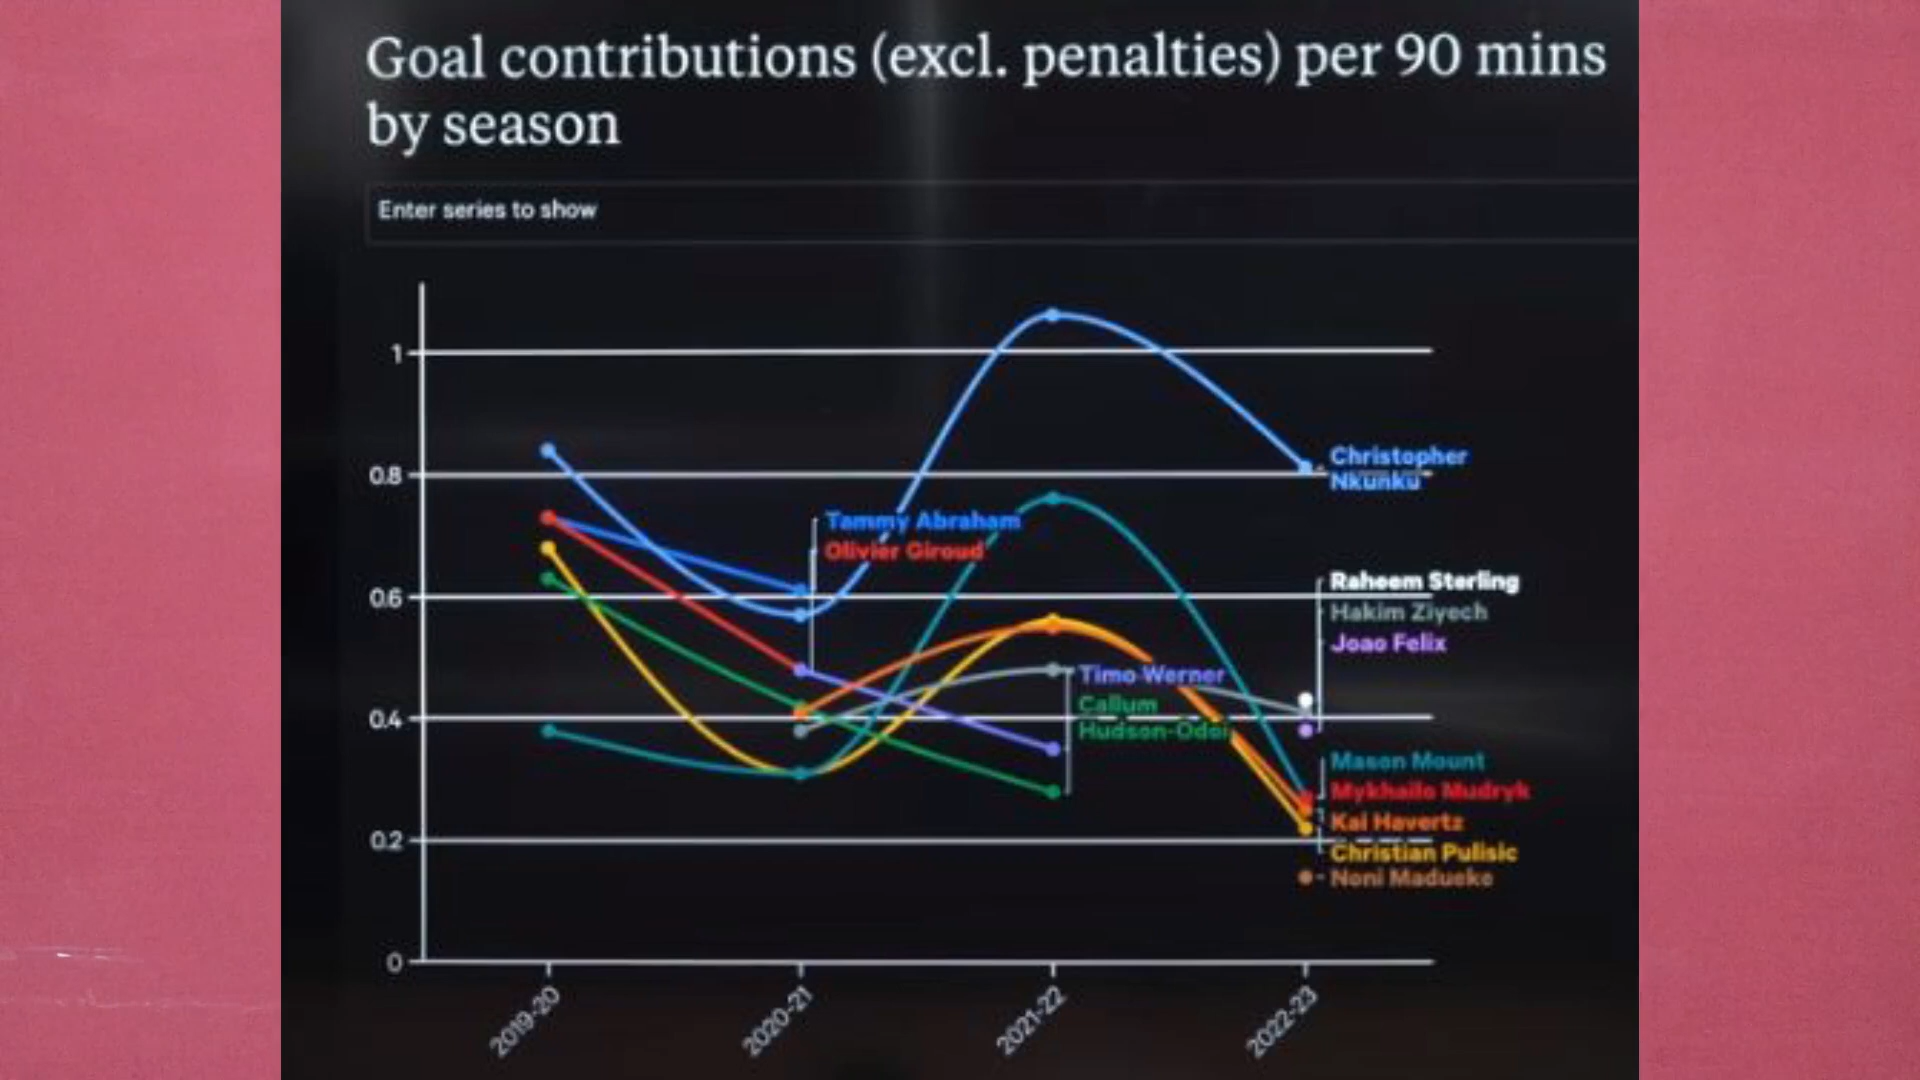 Goal contributions (excl. penalties) per 90 mins
by season
Enter series to show
1
0.8
0.6
0.4
0.2
0
Christopher
Nkunku
Tammy Abraham
Olivier Giroud
Raheem Sterling
Hakim Ziyech
Joao Felix
Timo Werner
Callum
Hudson-Odoi
Mason Mount
Mykhailo Mudryk
Kai Havertz
Christian Pulisic
Noni Madueke
2019-20
2020-21
2021-22
2022-23